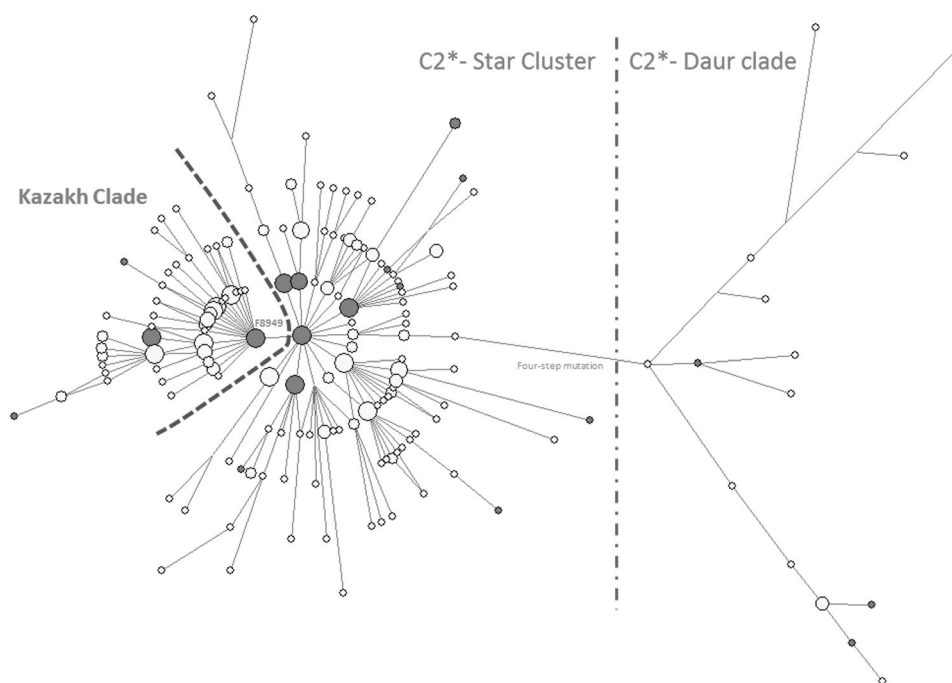 C2*- Star Cluster
C2*- Daur clade
Kazakh Clade
F8949
Four-step mutation